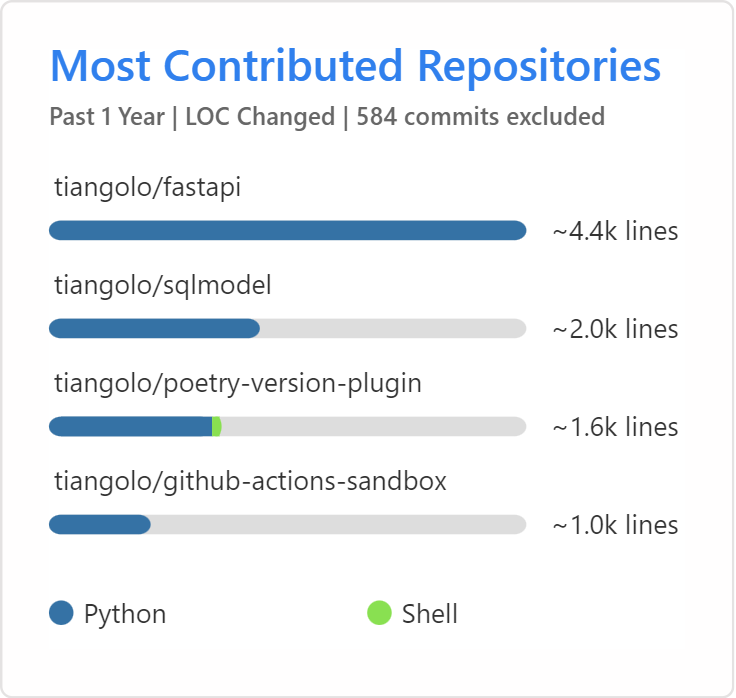 Most Contributed Repositories
Past 1 Year | LOC Changed | 584 commits excluded
tiangolo/fastapi
~4.4k lines
tiangolo/sqlmodel
~2.0k lines
tiangolo/poetry-version-plugin
~1.6k lines
tiangolo/github-actions-sandbox
~1.0k lines
Python Shell